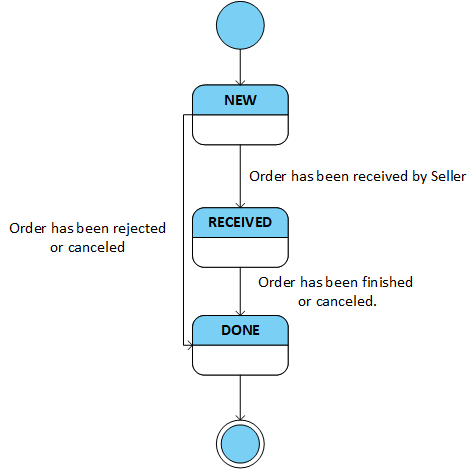 NEW
Order has been received by Seller
RECEIVED
Order has been rejected
or canceled
Order has been finished
or canceled.
DONE